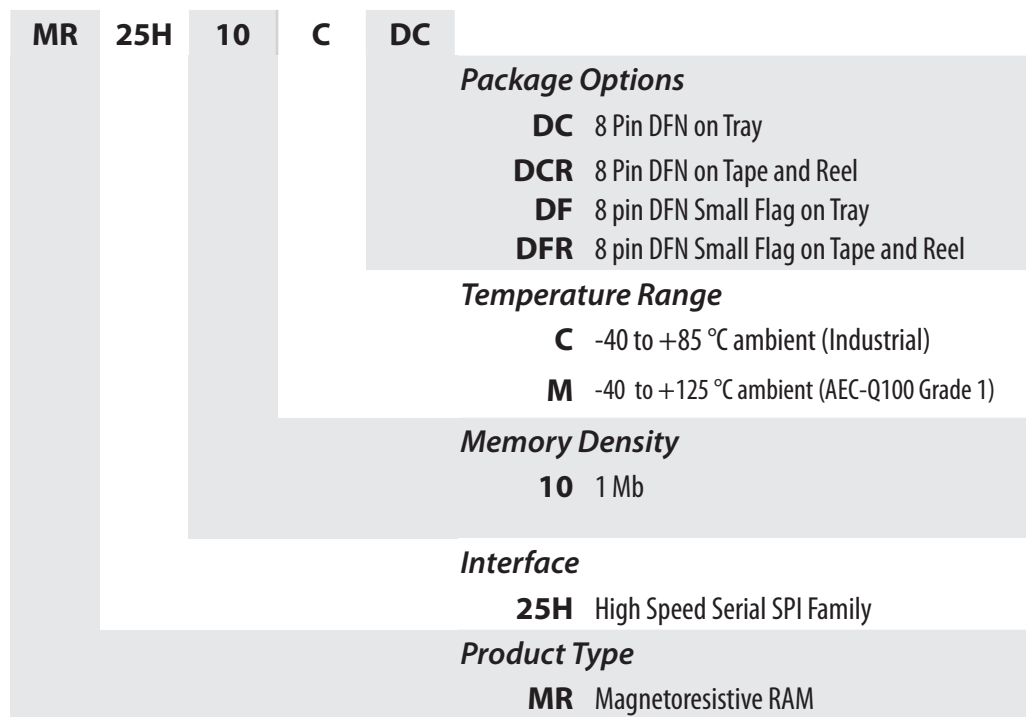 MR 25H 10 C DC
Package Options
DC 8 Pin DFN on Tray
DCR 8 Pin DFN on Tape and Reel
DF 8 pin DFN Small Flag on Tray
DFR 8 pin DFN Small Flag on Tape and Reel
Temperature Range
C -40 to +85 °C ambient (Industrial)
M -40 to +125 °C ambient (AEC-Q100 Grade 1)
Memory Density
10 1 Mb
Interface
25H High Speed Serial SPI Family
Product Type
MR Magnetoresistive RAM